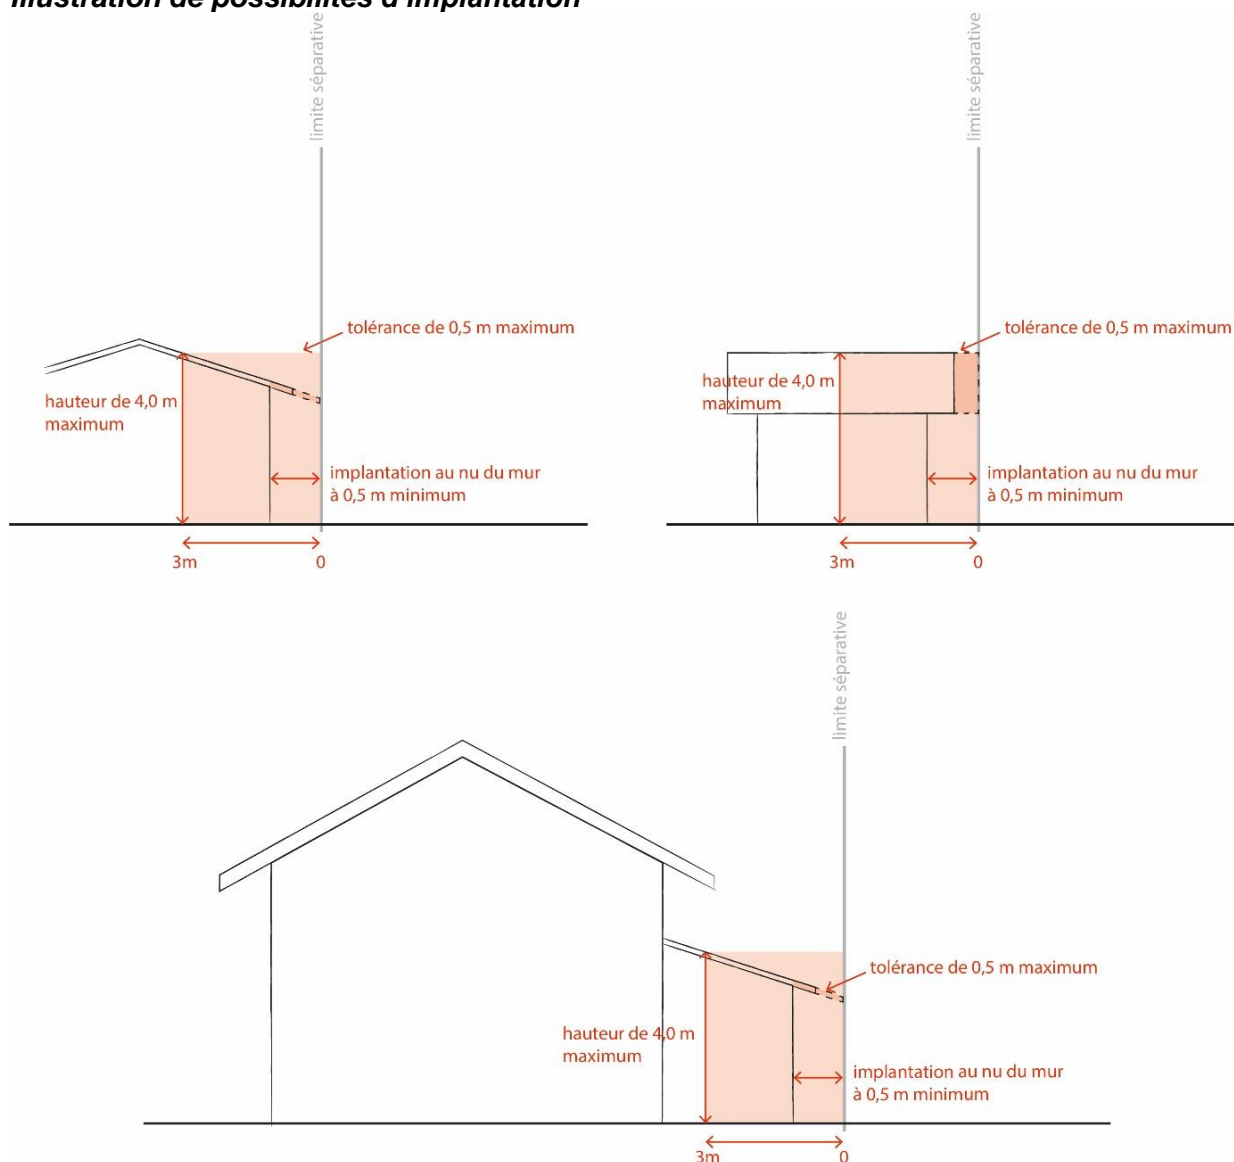 Illustration de possibilités d'implantation
limite séparative
tolérance de 0,5 m maximum
hauteur de 4,0 m
maximum
implantation au nu du mur
à 0,5 m minimum
3m
0
limite séparative
tolérance de 0,5 m maximum
hauteur de 4,0 m
maximum
implantation au nu du mur
à 0,5 m minimum
3m
0
limite séparative
tolérance de 0,5 m maximum
hauteur de 4,0 m
maximum
implantation au nu du mur
à 0,5 m minimum
3m
0